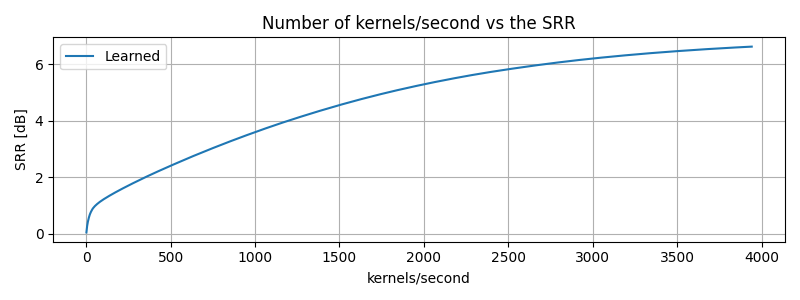 Number of kernels/second vs the SRR
Learned
SRR [dB]
6
4
2
0
0 500 1000 1500 2000 2500 3000 3500 4000
kernels/second